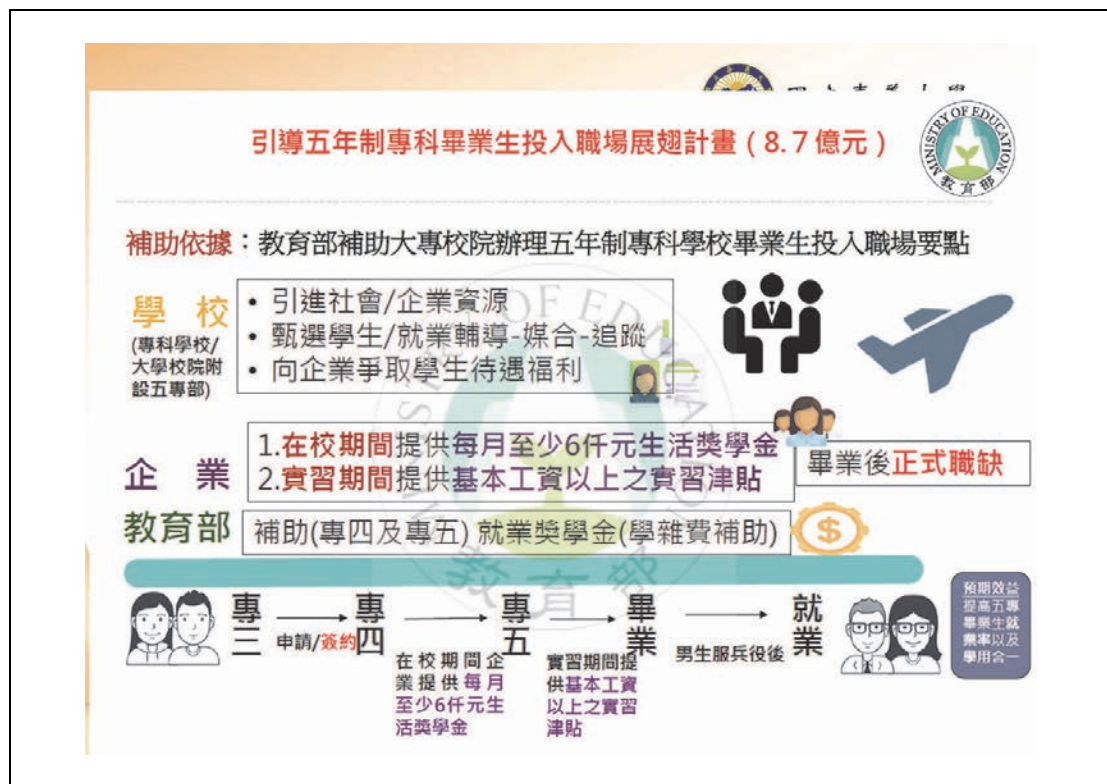 引導五年制專科畢業生投入職場展翅計畫（8.7億元）
MINISTRY OF EDUCATION
教育部
補助依據：教育部補助大專校院辦理五年制專科學校畢業生投入職場要點
學 校
(專科學校/
大學校院附
設五專部)
• 引進社會/企業資源
• 甄選學生/就業輔導-媒合-追蹤
• 向企業爭取學生待遇福利
企 業
1.在校期間提供每月至少6仟元生活獎學金
2.實習期間提供基本工資以上之實習津貼
畢業後正式職缺
教育部
補助(專四及專五) 就業獎學金(學雜費補助)
$
MINISTRY OF EDUCATION
教育部
專三
申請/簽約
專四
在校期間企
業提供每月
至少6仟元生
活獎學金
專五
實習期間提
供基本工資
以上之實習
津貼
畢業
男生服兵役後
就業
預期效益
提高五專
畢業生就
業率以及
學用合一